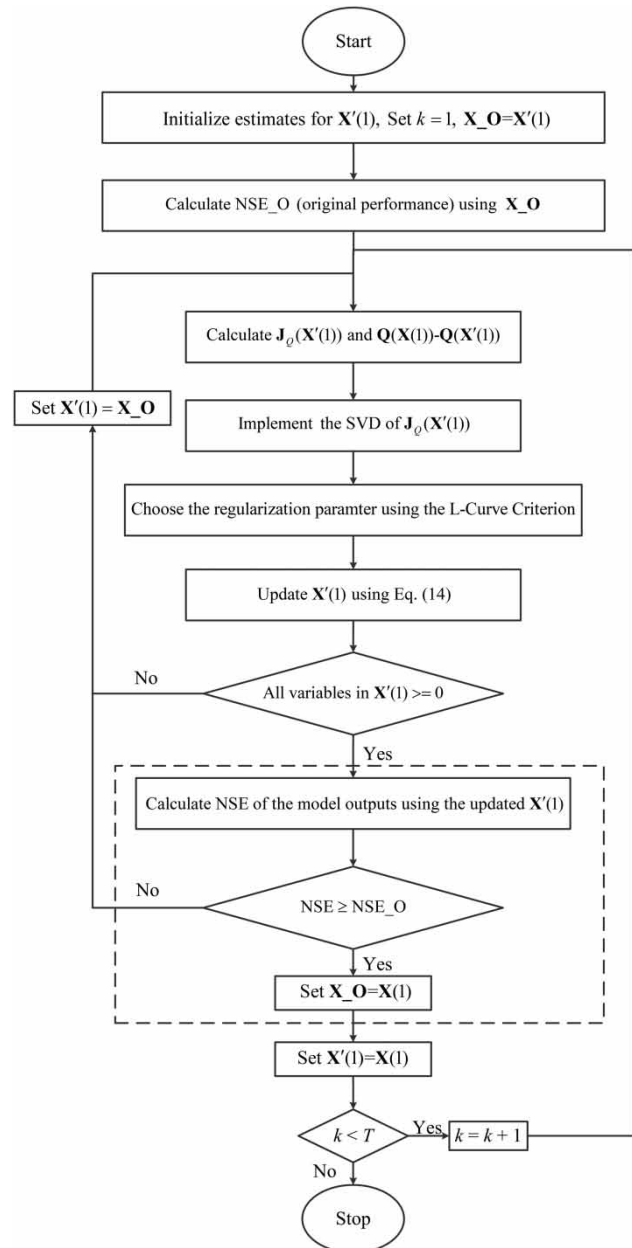 Start
Initialize estimates for X′(1), Set k = 1, X_O=X′(1)
Calculate NSE_O (original performance) using X_O
Calculate J_Q(X′(1)) and Q(X(1))-Q(X′(1))
Set X′(1) = X_O
Implement the SVD of J_Q(X′(1))
Choose the regularization paramter using the L-Curve Criterion
Update X′(1) using Eq. (14)
No
All variables in X′(1) >= 0
Yes
Calculate NSE of the model outputs using the updated X′(1)
No
NSE ≥ NSE_O
Yes
Set X_O=X(1)
Set X′(1)=X(1)
k < T
Yes
k = k + 1
No
Stop